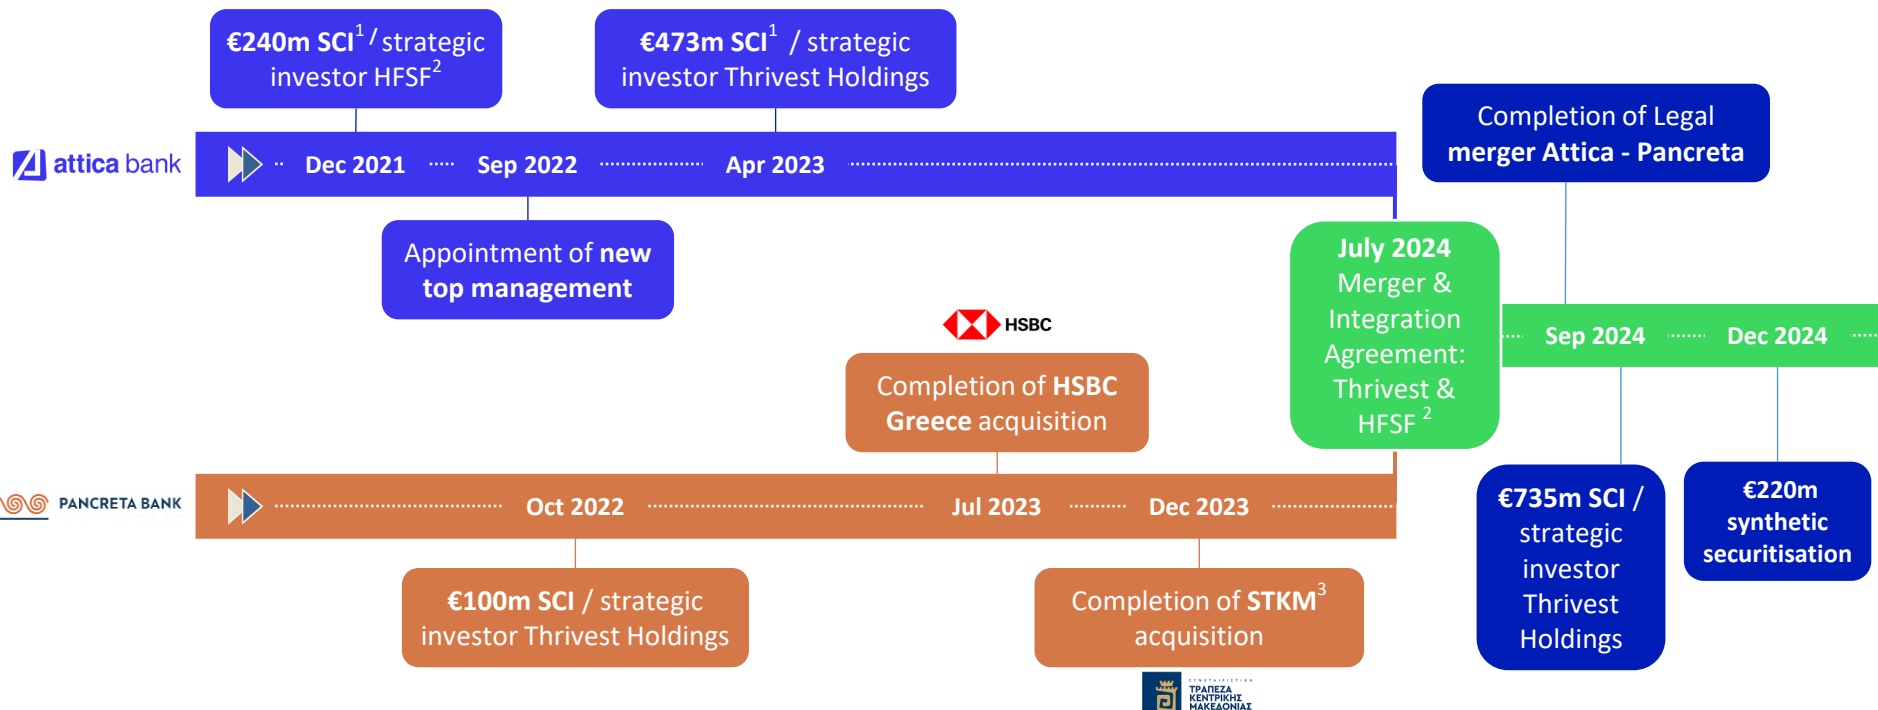 €240m SCI1 / strategic
investor HFSF2
€473m SCI1 / strategic
investor Thrivest Holdings
attica bank
Dec 2021
Sep 2022
Apr 2023
Appointment of new
top management
Completion of Legal
merger Attica - Pancreta
July 2024
Merger &
Integration
Agreement:
Thrivest &
HFSF 2
Sep 2024
Dec 2024
HSBC
Completion of HSBC
Greece acquisition
PANCRETA BANK
Oct 2022
Jul 2023
Dec 2023
€100m SCI / strategic
investor Thrivest Holdings
Completion of STKM3
acquisition
€735m SCI /
strategic
investor
Thrivest
Holdings
€220m
synthetic
securitisation
ΣΥΝΕΤΑΙΡΙΣΤΙΚΗ
ΤΡΑΠΕΖΑ
ΚΕΝΤΡΙΚΗΣ
ΜΑΚΕΔΟΝΙΑΣ